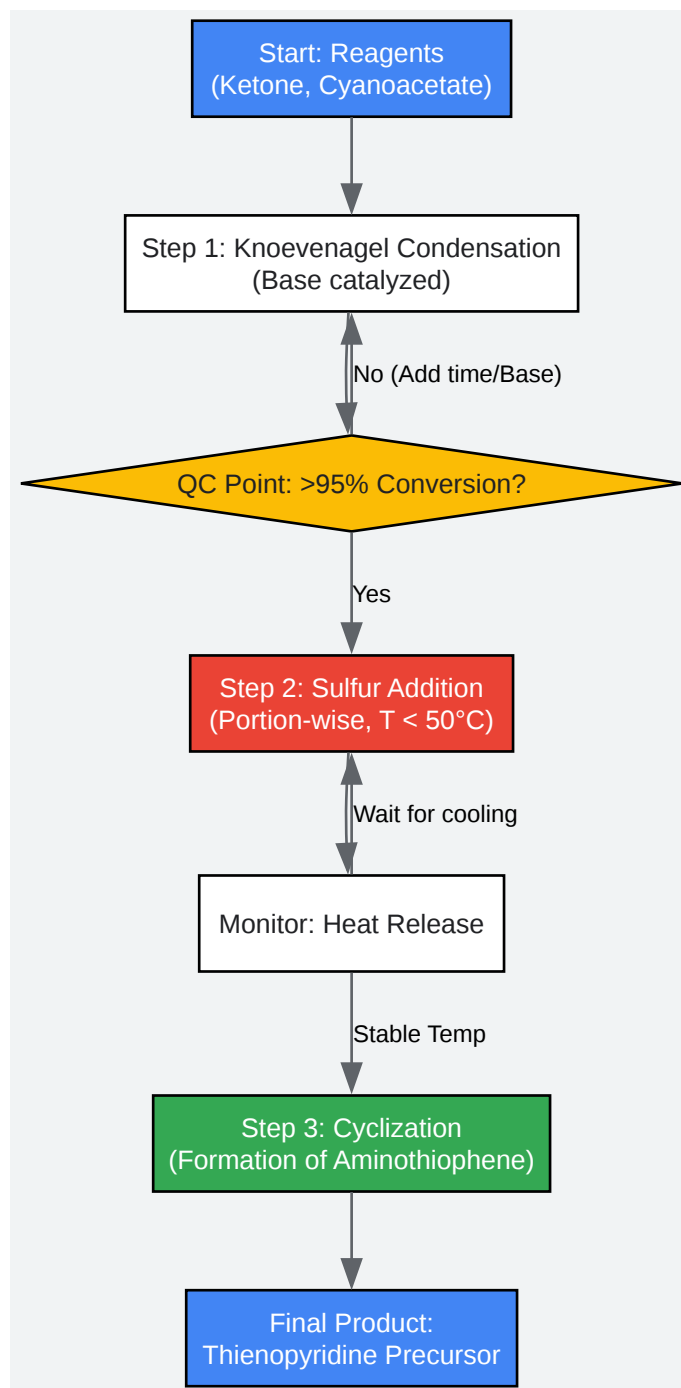 Start: Reagents
(Ketone, Cyanoacetate)
Step 1: Knoevenagel Condensation
(Base catalyzed)
No (Add time/Base)
QC Point: >95% Conversion?
Yes
Step 2: Sulfur Addition
(Portion-wise, T < 50°C)
Wait for cooling
Monitor: Heat Release
Stable Temp
Step 3: Cyclization
(Formation of Aminothiophene)
Final Product:
Thienopyridine Precursor